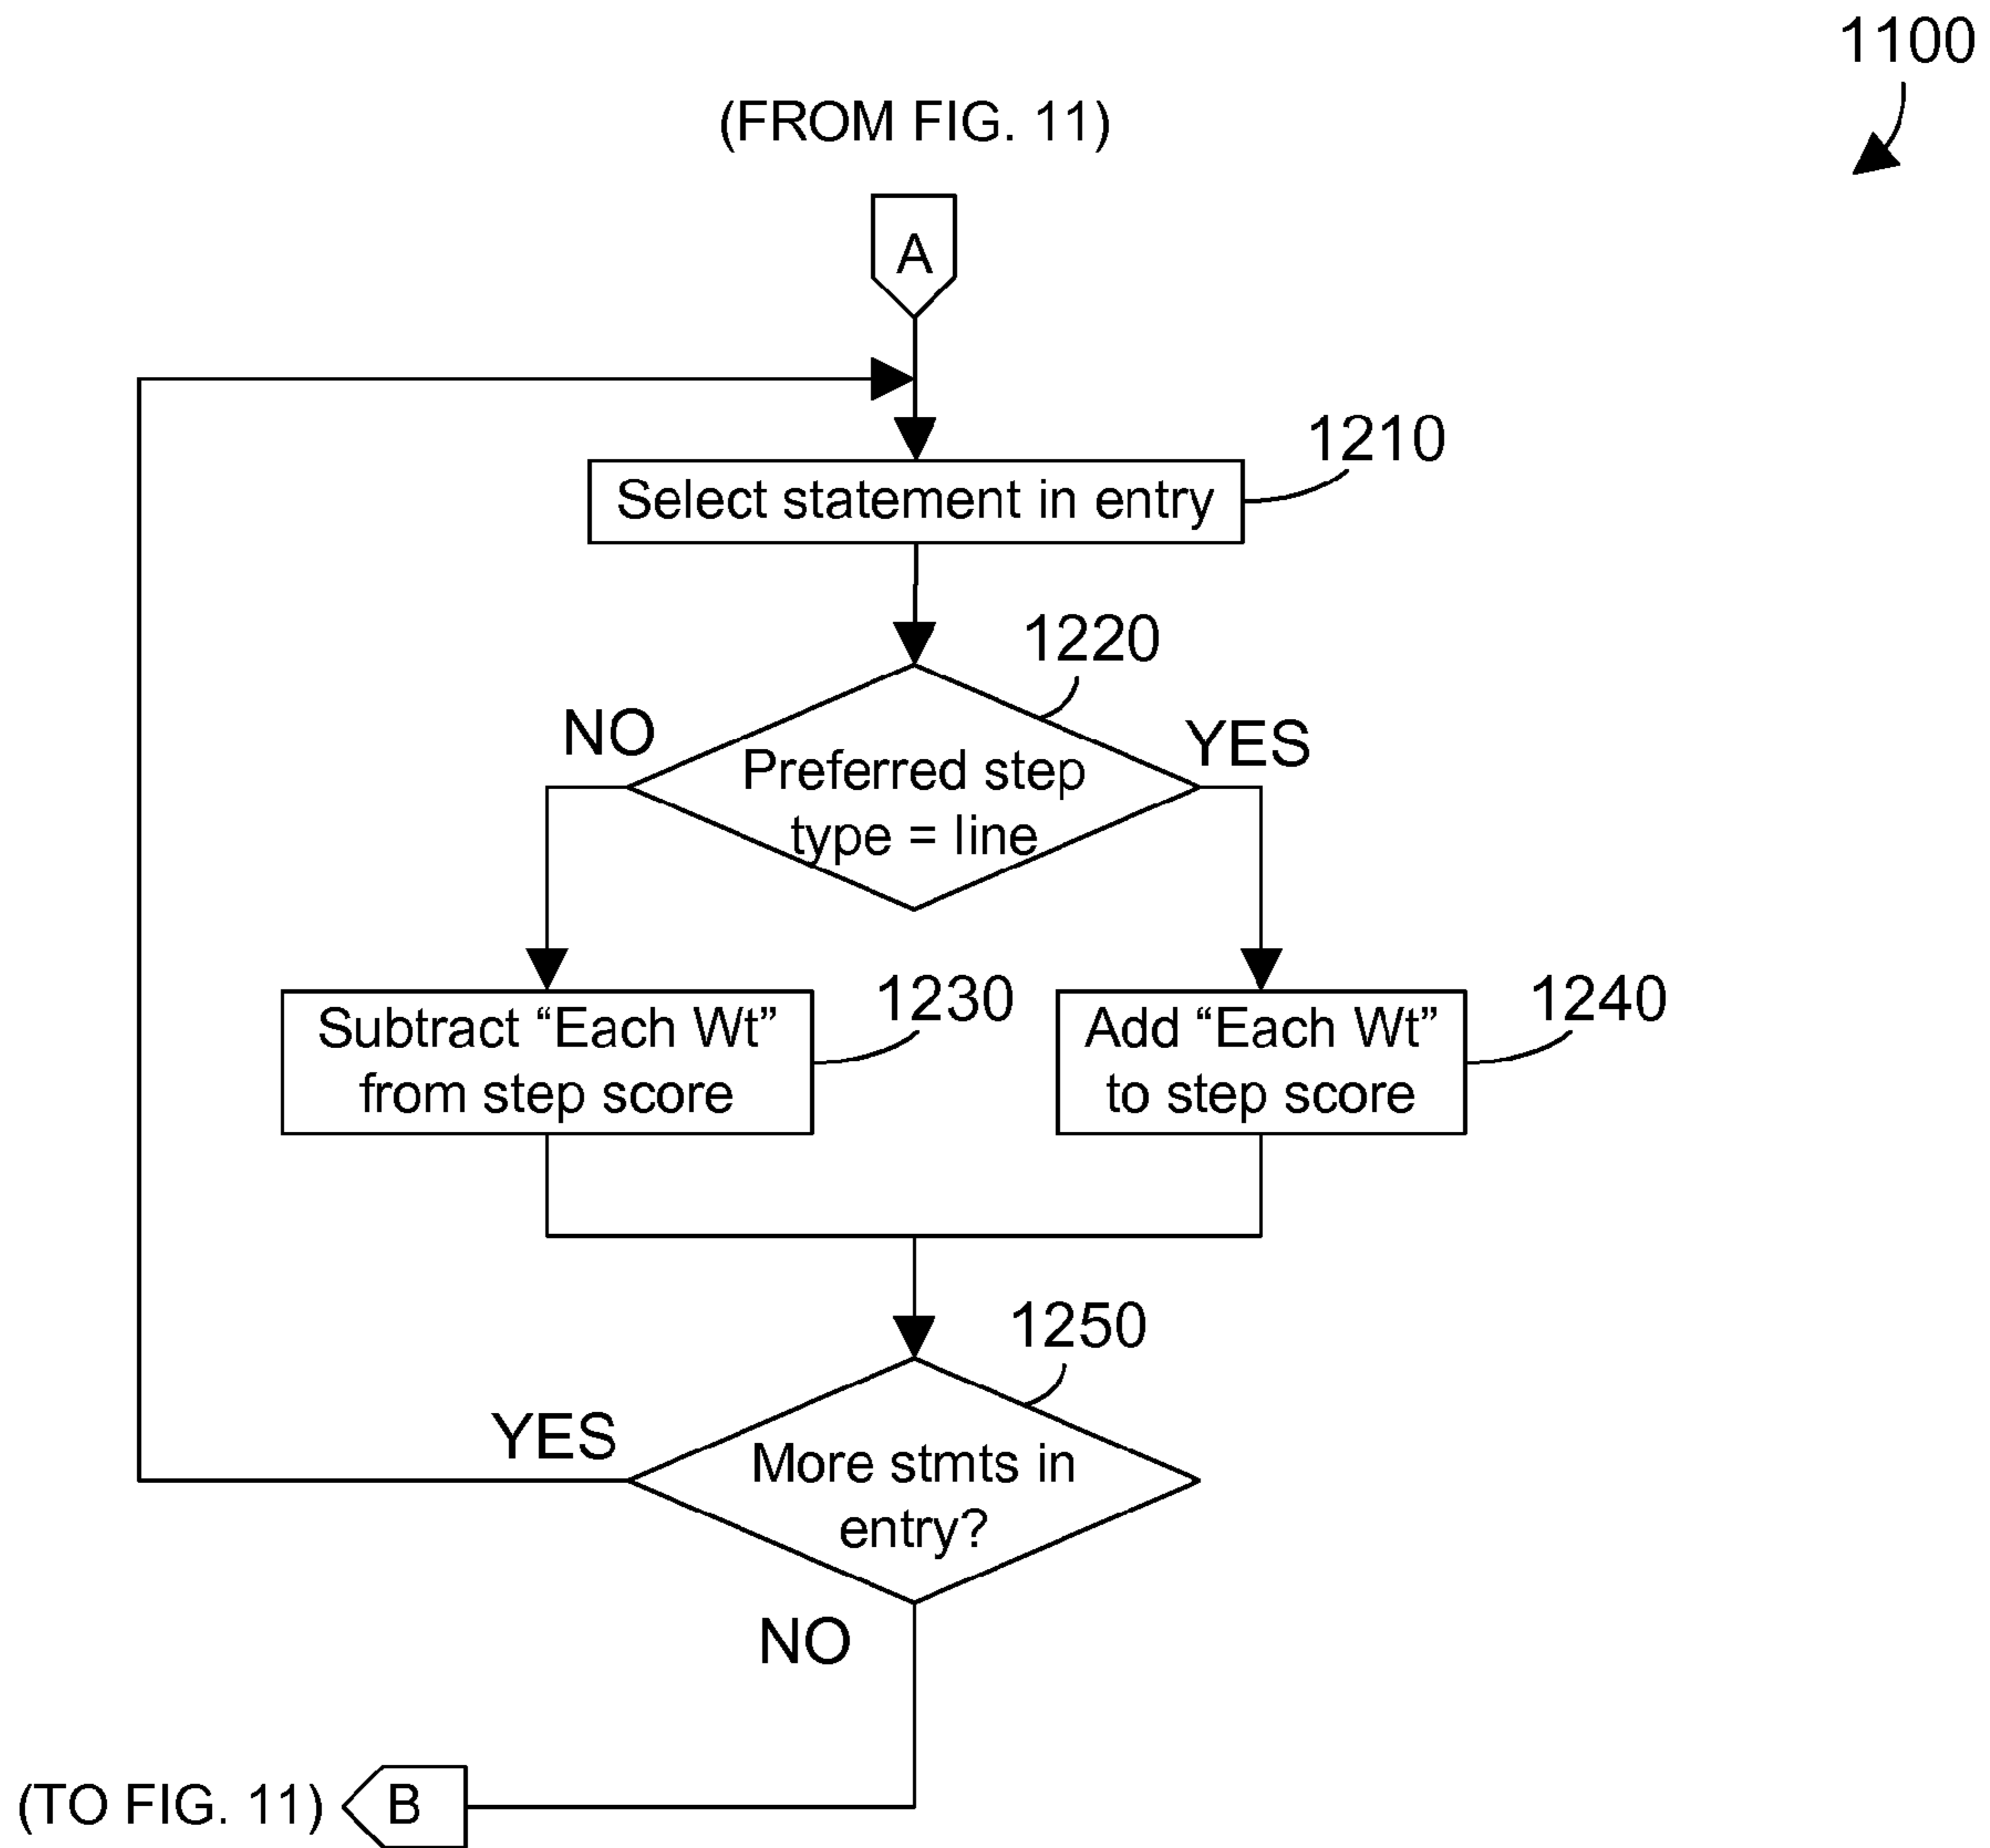 1100
(FROM FIG. 11)
A
1210
Select statement in entry
1220
NO
YES
Preferred step
type = line
1230
1240
Subtract “Each Wt”
from step score
Add “Each Wt”
to step score
1250
YES
More stmts in
entry?
NO
(TO FIG. 11)
B